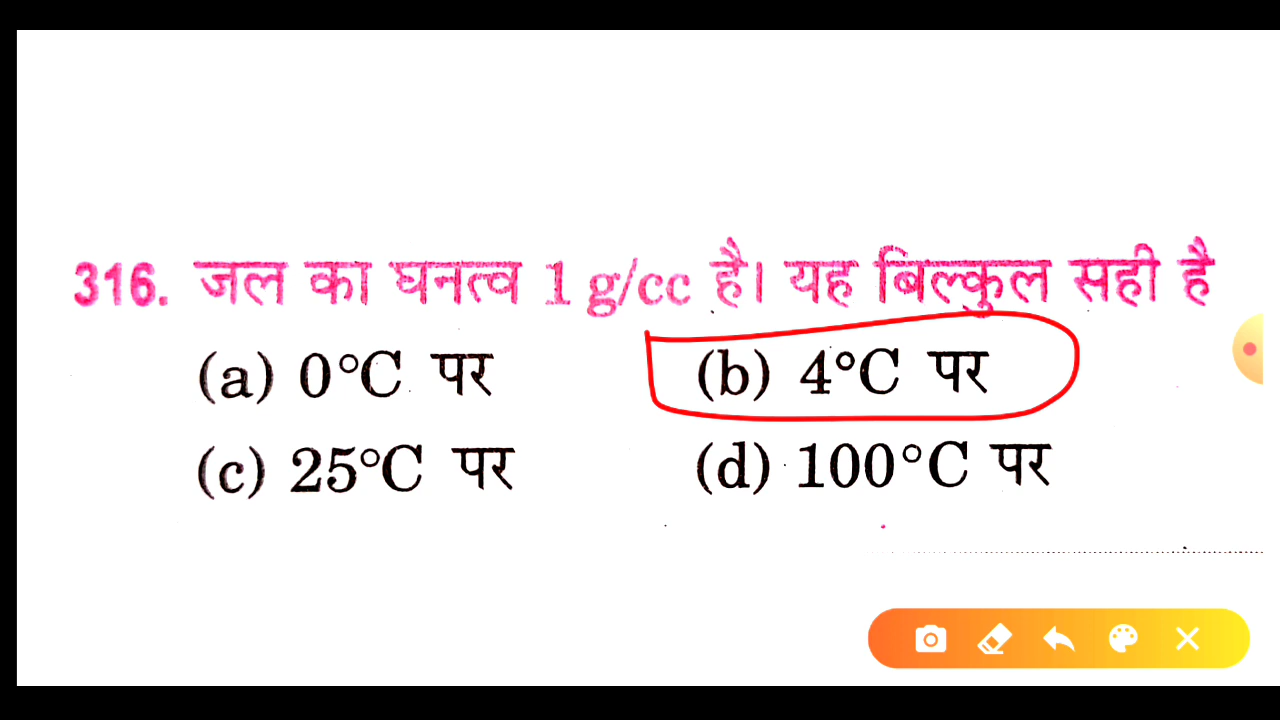 316. जल का घनत्व 1 g/cc है। यह बिल्कुल सही है
(a) 0°C पर (b) 4°C पर
(c) 25°C पर (d) 100°C पर